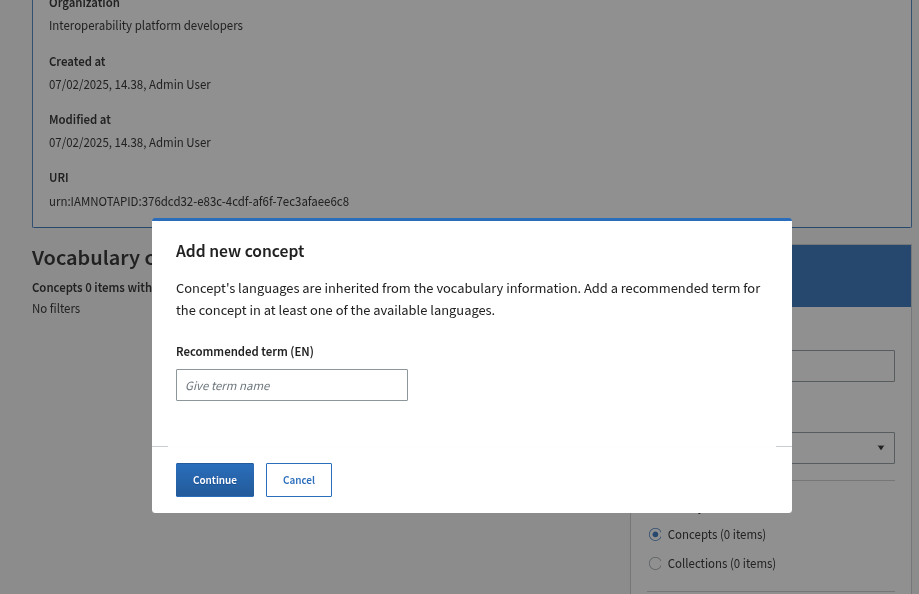 Organization
Interoperability platform developers
Created at
07/02/2025, 14.38, Admin User
Modified at
07/02/2025, 14.38, Admin User
URI
urn:IAMNOTAPID:376dcd32-e83c-4cdf-af6f-7ec3afaee6c8
Vocabulary
Concepts 0 items with
No filters
Add new concept
Concept's languages are inherited from the vocabulary information. Add a recommended term for
the concept in at least one of the available languages.
Recommended term (EN)
Give term name
Continue
Cancel
Concepts (0 items)
Collections (0 items)